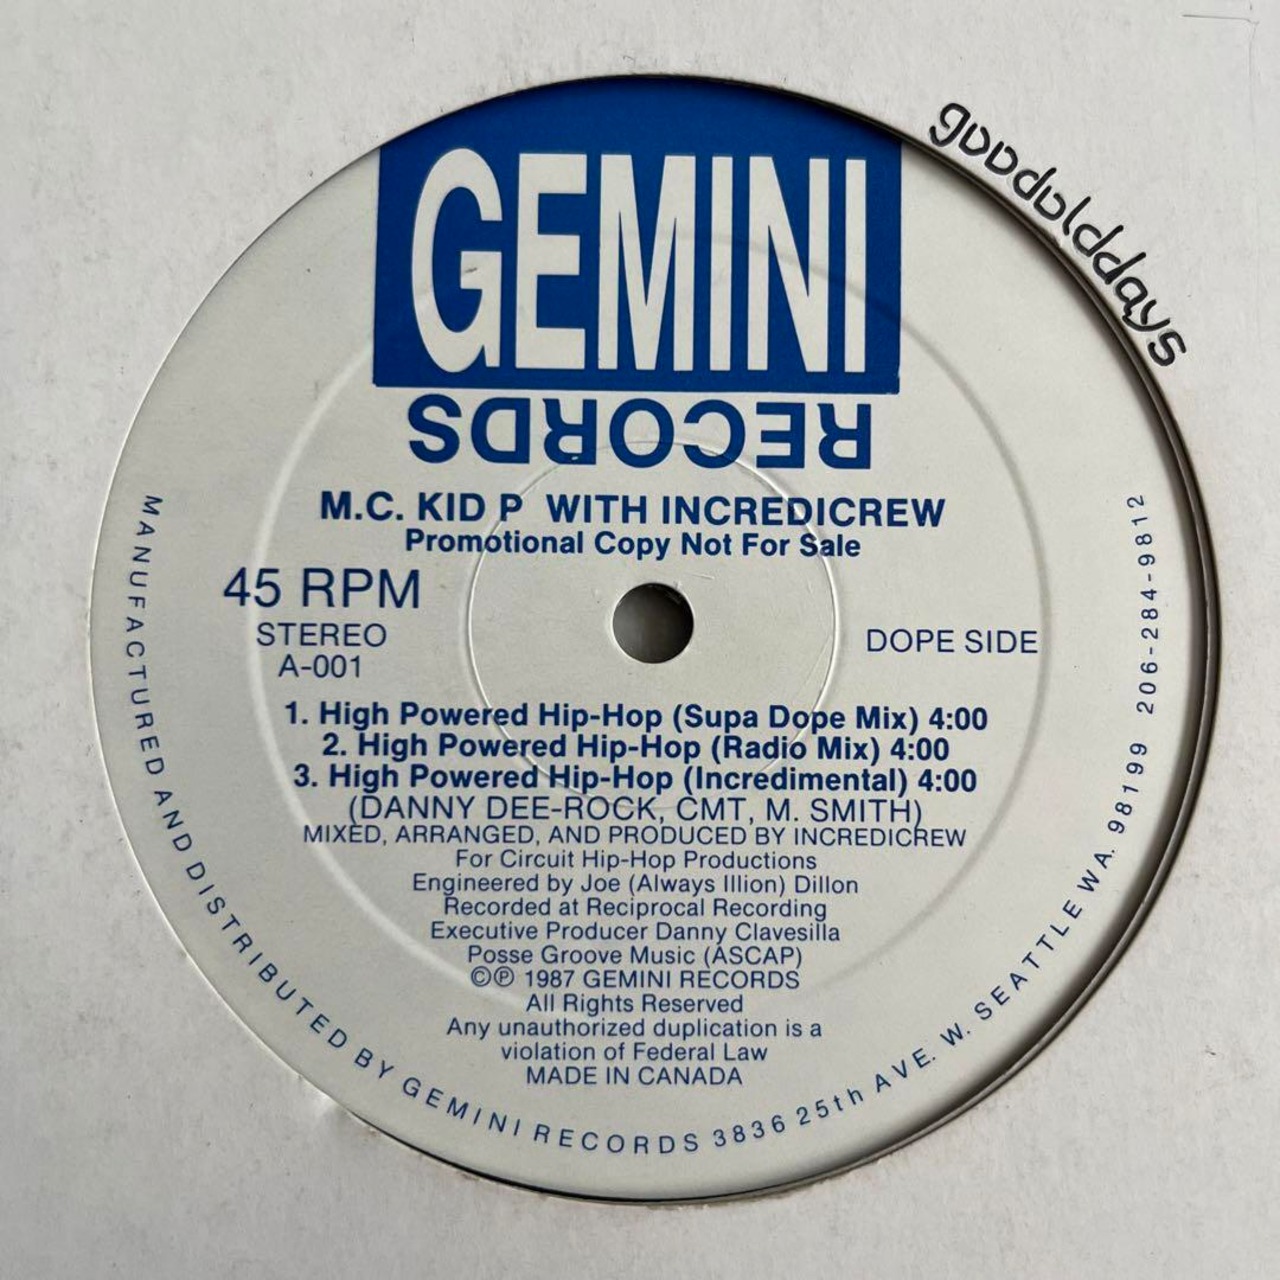 goodolddays
GEMINI
RECORDS
M.C. KID P WITH INCREDICREW
Promotional Copy Not For Sale
45 RPM
STEREO
A-001
DOPE SIDE
1. High Powered Hip-Hop (Supa Dope Mix) 4:00
2. High Powered Hip-Hop (Radio Mix) 4:00
3. High Powered Hip-Hop (Incredimental) 4:00
(DANNY DEE-ROCK, CMT, M. SMITH)
MIXED, ARRANGED, AND PRODUCED BY INCREDICREW
For Circuit Hip-Hop Productions
Engineered by Joe (Always Illion) Dillon
Recorded at Reciprocal Recording
Executive Producer Danny Clavesilla
Posse Groove Music (ASCAP)
©℗ 1987 GEMINI RECORDS
All Rights Reserved
Any unauthorized duplication is a
violation of Federal Law
MADE IN CANADA
MANUFACTURED AND DISTRIBUTED BY GEMINI RECORDS 3836 25th AVE. W. SEATTLE WA. 98199 206-284-9812